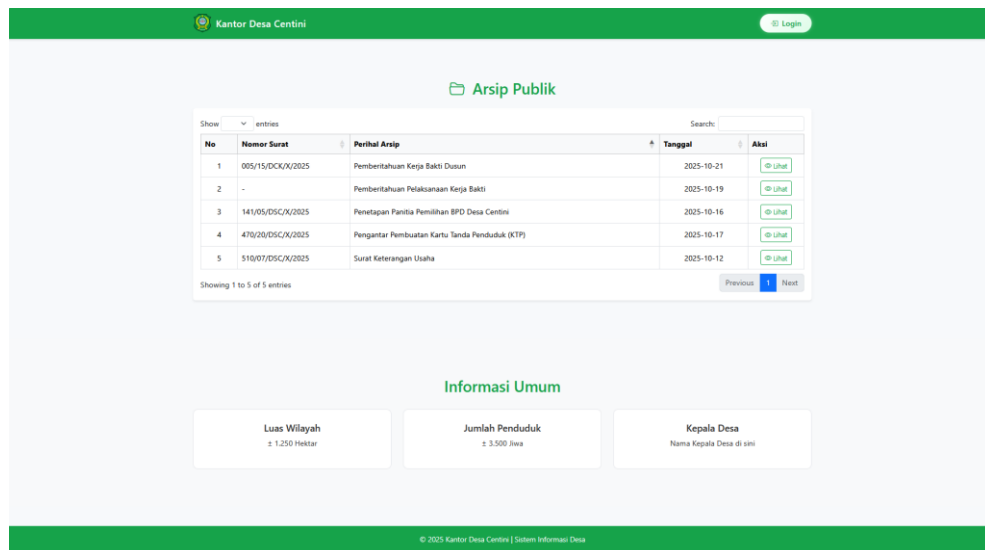 Kantor Desa Centini Login
Arsip Publik
Show entries Search:
No Nomor Surat Perihal Arsip Tanggal Aksi
1 005/15/DCK/X/2025 Pemberitahuan Kerja Bakti Dusun 2025-10-21 Lihat
2 - Pemberitahuan Pelaksanaan Kerja Bakti 2025-10-19 Lihat
3 141/05/DSC/X/2025 Penetapan Panitia Pemilihan BPD Desa Centini 2025-10-16 Lihat
4 470/20/DSC/X/2025 Pengantar Pembuatan Kartu Tanda Penduduk (KTP) 2025-10-17 Lihat
5 510/07/DSC/X/2025 Surat Keterangan Usaha 2025-10-12 Lihat
Showing 1 to 5 of 5 entries Previous 1 Next
Informasi Umum
Luas Wilayah Jumlah Penduduk Kepala Desa
± 1.250 Hektar ± 3.500 Jiwa Nama Kepala Desa di sini
© 2025 Kantor Desa Centini | Sistem Informasi Desa